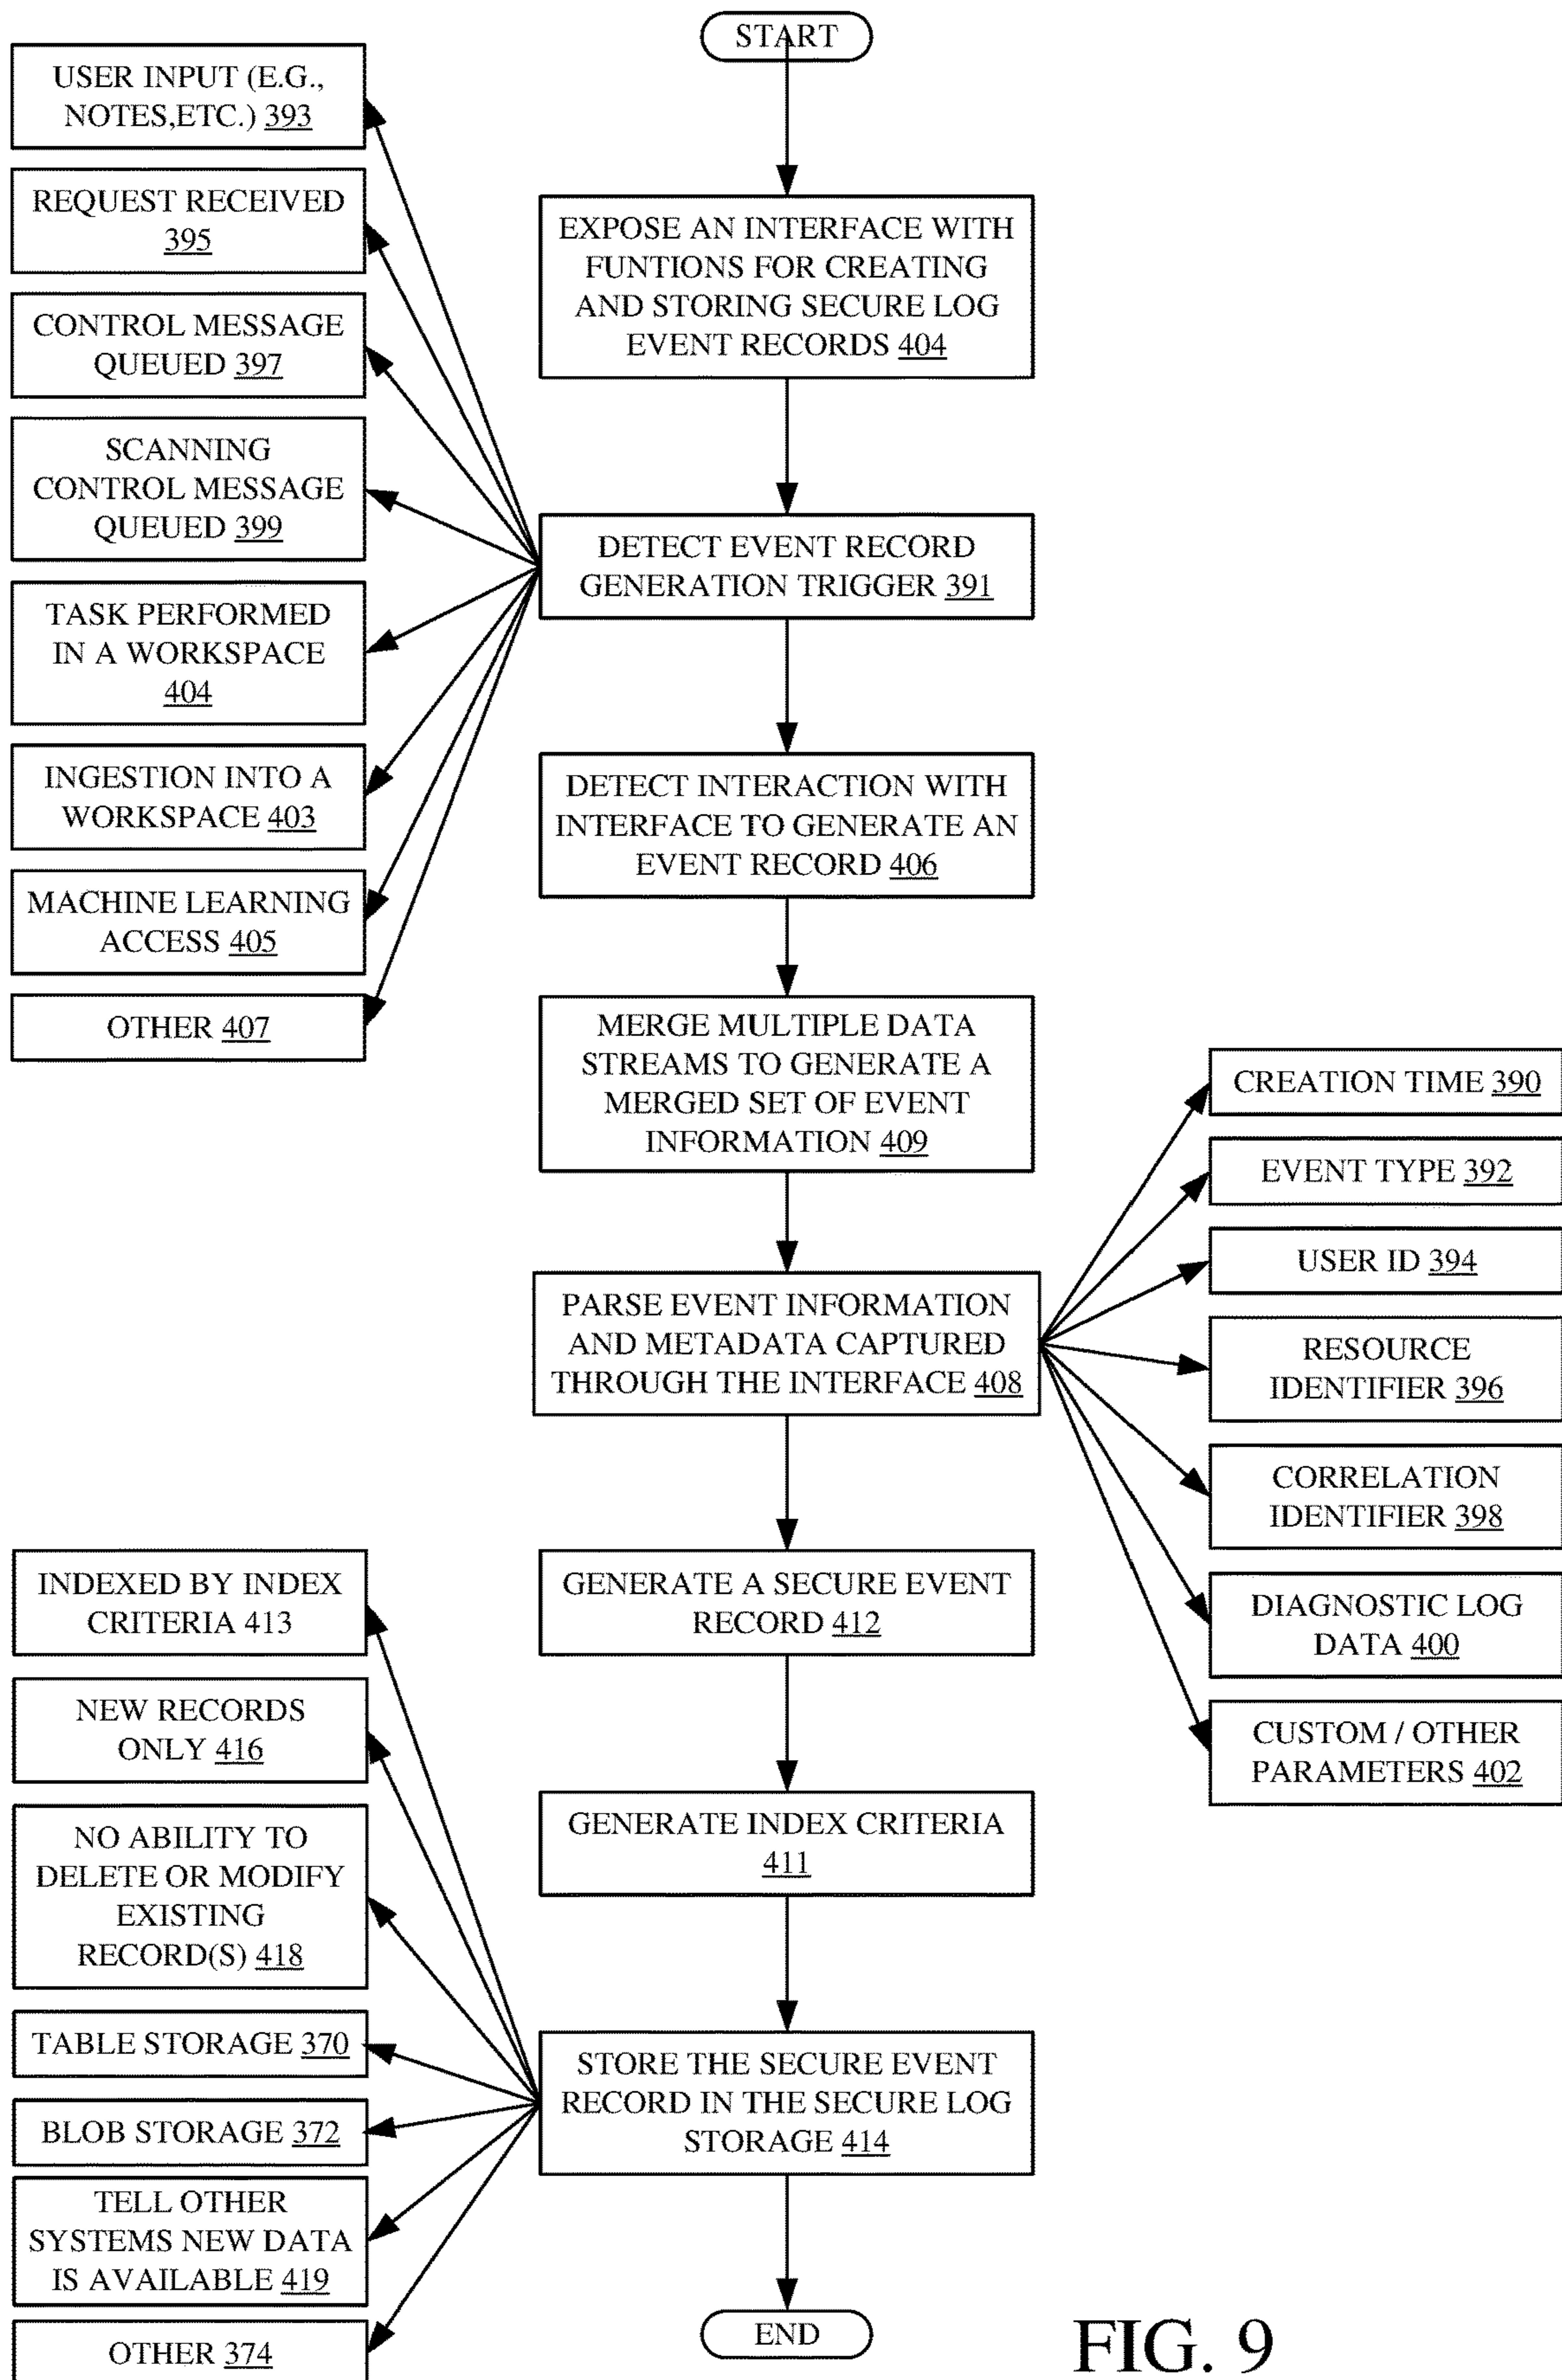 START
USER INPUT (E.G.,
NOTES,ETC.) 393
REQUEST RECEIVED
395
CONTROL MESSAGE
QUEUED 397
SCANNING
CONTROL MESSAGE
QUEUED 399
TASK PERFORMED
IN A WORKSPACE
404
INGESTION INTO A
WORKSPACE 403
MACHINE LEARNING
ACCESS 405
OTHER 407
EXPOSE AN INTERFACE WITH
FUNTIONS FOR CREATING
AND STORING SECURE LOG
EVENT RECORDS 404
DETECT EVENT RECORD
GENERATION TRIGGER 391
DETECT INTERACTION WITH
INTERFACE TO GENERATE AN
EVENT RECORD 406
MERGE MULTIPLE DATA
STREAMS TO GENERATE A
MERGED SET OF EVENT
INFORMATION 409
PARSE EVENT INFORMATION
AND METADATA CAPTURED
THROUGH THE INTERFACE 408
CREATION TIME 390
EVENT TYPE 392
USER ID 394
RESOURCE
IDENTIFIER 396
CORRELATION
IDENTIFIER 398
DIAGNOSTIC LOG
DATA 400
CUSTOM / OTHER
PARAMETERS 402
GENERATE A SECURE EVENT
RECORD 412
GENERATE INDEX CRITERIA
411
STORE THE SECURE EVENT
RECORD IN THE SECURE LOG
STORAGE 414
INDEXED BY INDEX
CRITERIA 413
NEW RECORDS
ONLY 416
NO ABILITY TO
DELETE OR MODIFY
EXISTING
RECORD(S) 418
TABLE STORAGE 370
BLOB STORAGE 372
TELL OTHER
SYSTEMS NEW DATA
IS AVAILABLE 419
OTHER 374
END
FIG. 9